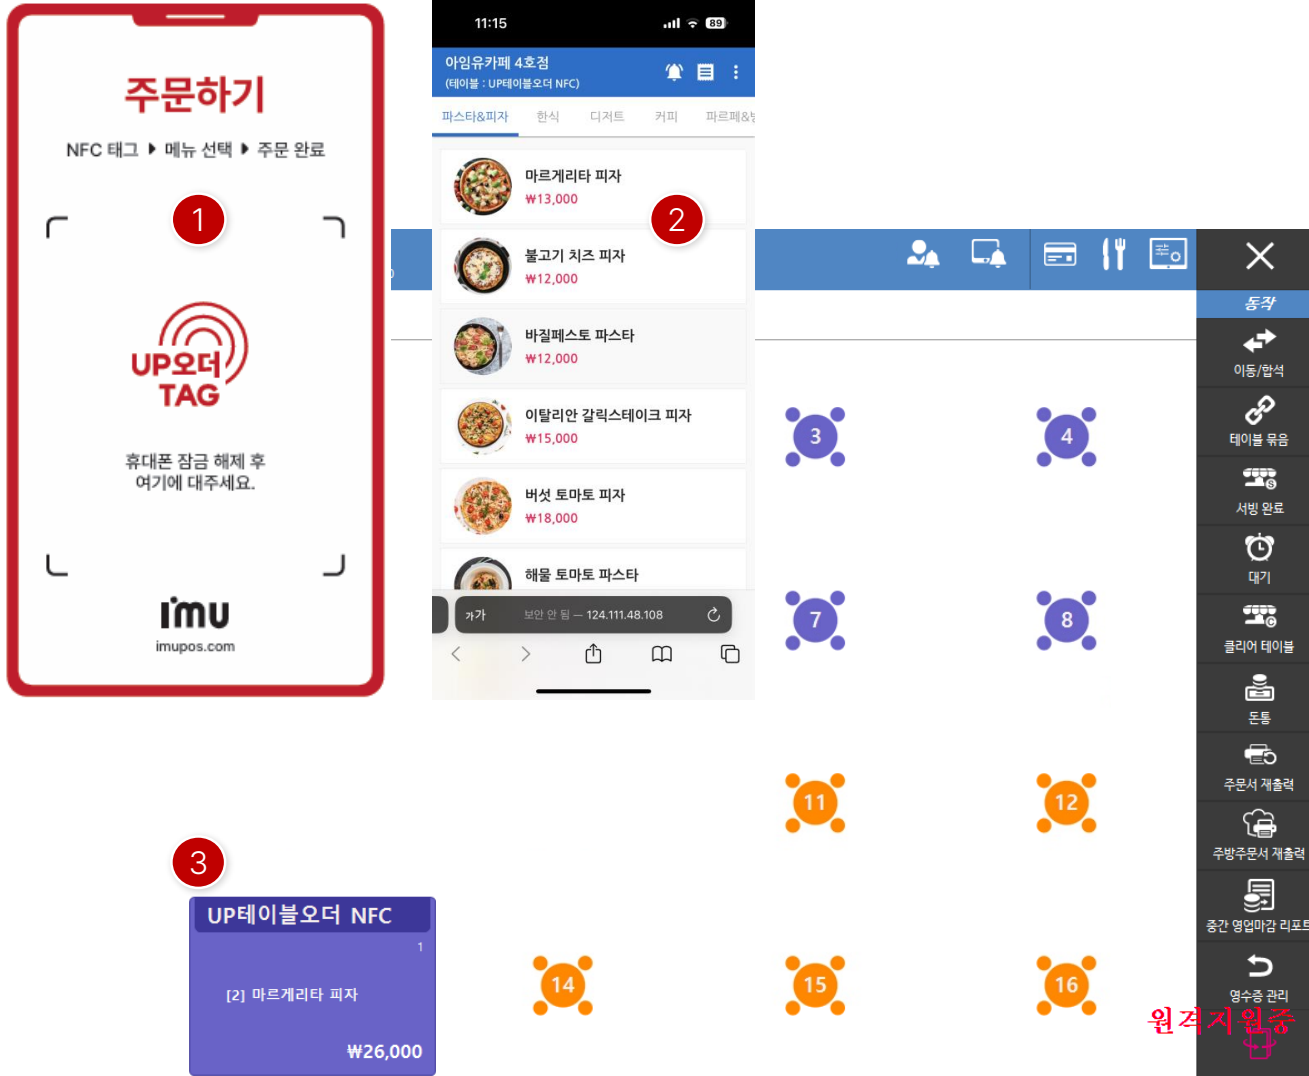 주문하기
NFC 태그 ▶ 메뉴 선택 ▶ 주문 완료
1
UP오더
TAG
휴대폰 잠금 해제 후
여기에 대주세요.
imu
imupos.com
11:15
89
아임유카페 4호점
(테이블 : UP테이블오더 NFC)
파스타&피자 한식 디저트 커피 파르페&
마르게리타 피자
₩13,000
2
불고기 치즈 피자
₩12,000
바질페스토 파스타
₩12,000
이탈리안 갈릭스테이크 피자
₩15,000
버섯 토마토 피자
₩18,000
해물 토마토 파스타
가가 보안 안 됨 — 124.111.48.108
3 4
7 8
11 12
14 15 16
3
UP테이블오더 NFC
1
[2] 마르게리타 피자
₩26,000
동작
이동/합석
테이블 묶음
서빙 완료
대기
클리어 테이블
돈통
주문서 재출력
주방주문서 재출력
중간 영업마감 리포트
영수증 관리
원격지원중